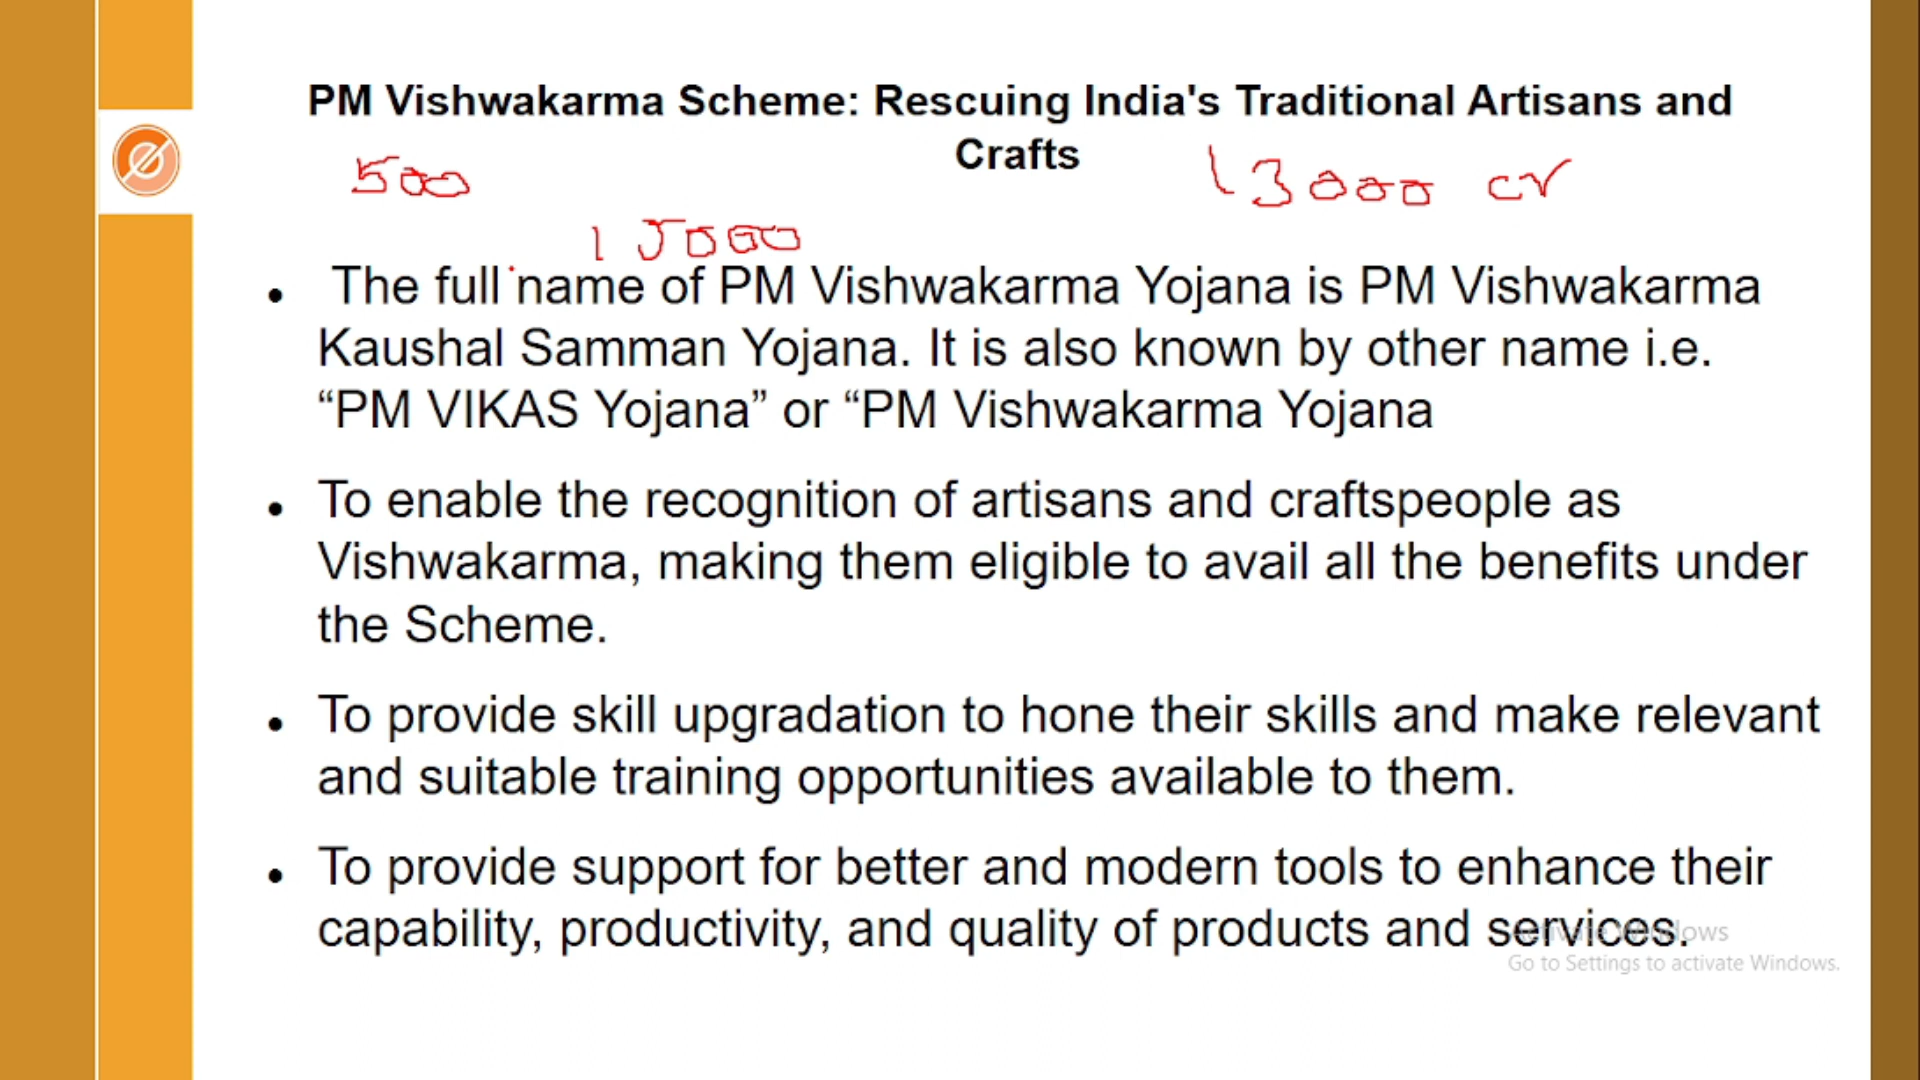 PM Vishwakarma Scheme: Rescuing India's Traditional Artisans and
Crafts
500
13000 cr
15000
• The full name of PM Vishwakarma Yojana is PM Vishwakarma
Kaushal Samman Yojana. It is also known by other name i.e.
“PM VIKAS Yojana” or “PM Vishwakarma Yojana
• To enable the recognition of artisans and craftspeople as
Vishwakarma, making them eligible to avail all the benefits under
the Scheme.
• To provide skill upgradation to hone their skills and make relevant
and suitable training opportunities available to them.
• To provide support for better and modern tools to enhance their
capability, productivity, and quality of products and services.
Activate Windows
Go to Settings to activate Windows.